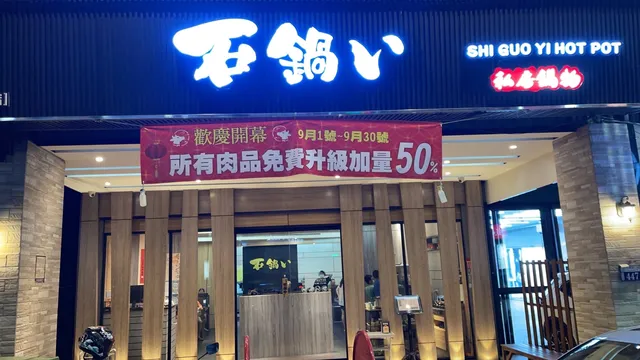 石鍋い
SHI GUO YI HOT POT
私房鍋物
歡慶開幕 9月1號~9月30號
所有肉品免費升級加量50%
石鍋い